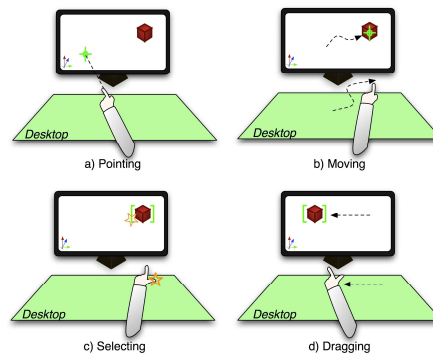 Desktop
a) Pointing
Desktop
b) Moving
Desktop
c) Selecting
Desktop
d) Dragging